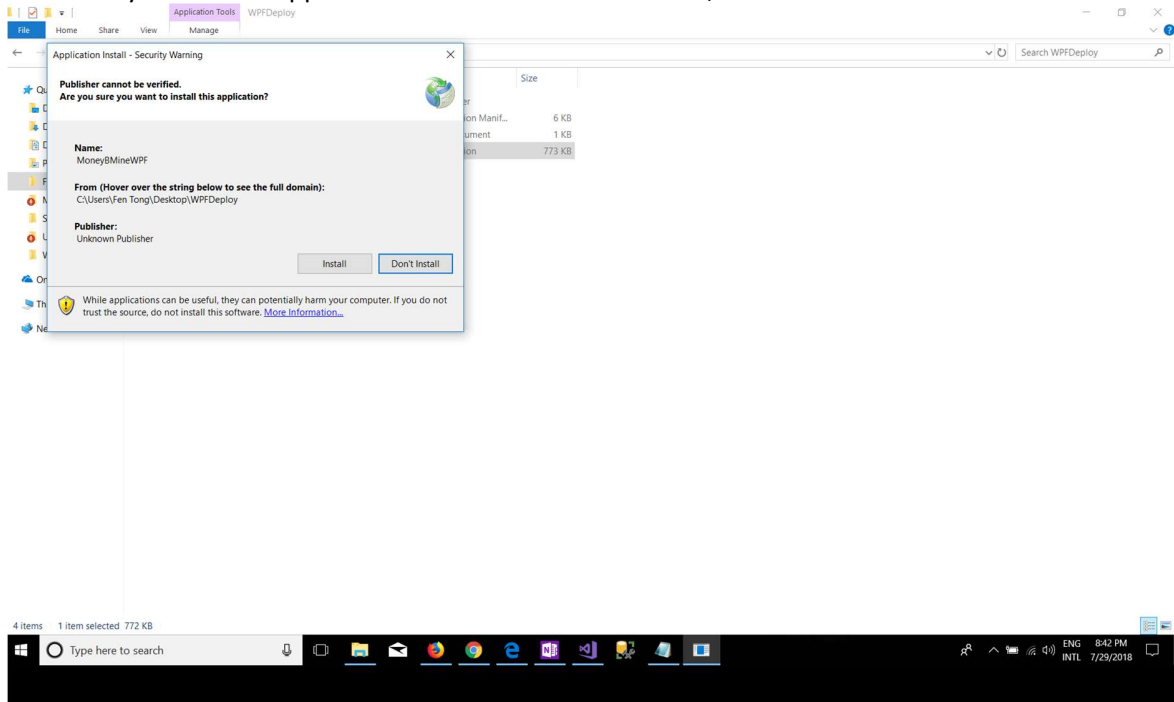 Application Tools WPFDeploy
File Home Share View Manage
Search WPFDeploy
Application Install - Security Warning
Size
Publisher cannot be verified.
Are you sure you want to install this application?
ion Manif... 6 KB
ument 1 KB
ion 773 KB
Name:
MoneyBMineWPF
From (Hover over the string below to see the full domain):
C:\Users\Fen Tong\Desktop\WPFDeploy
Publisher:
Unknown Publisher
Install Don't Install
While applications can be useful, they can potentially harm your computer. If you do not
trust the source, do not install this software. More Information...
4 items 1 item selected 772 KB
Type here to search
ENG 8:42 PM
INTL 7/29/2018